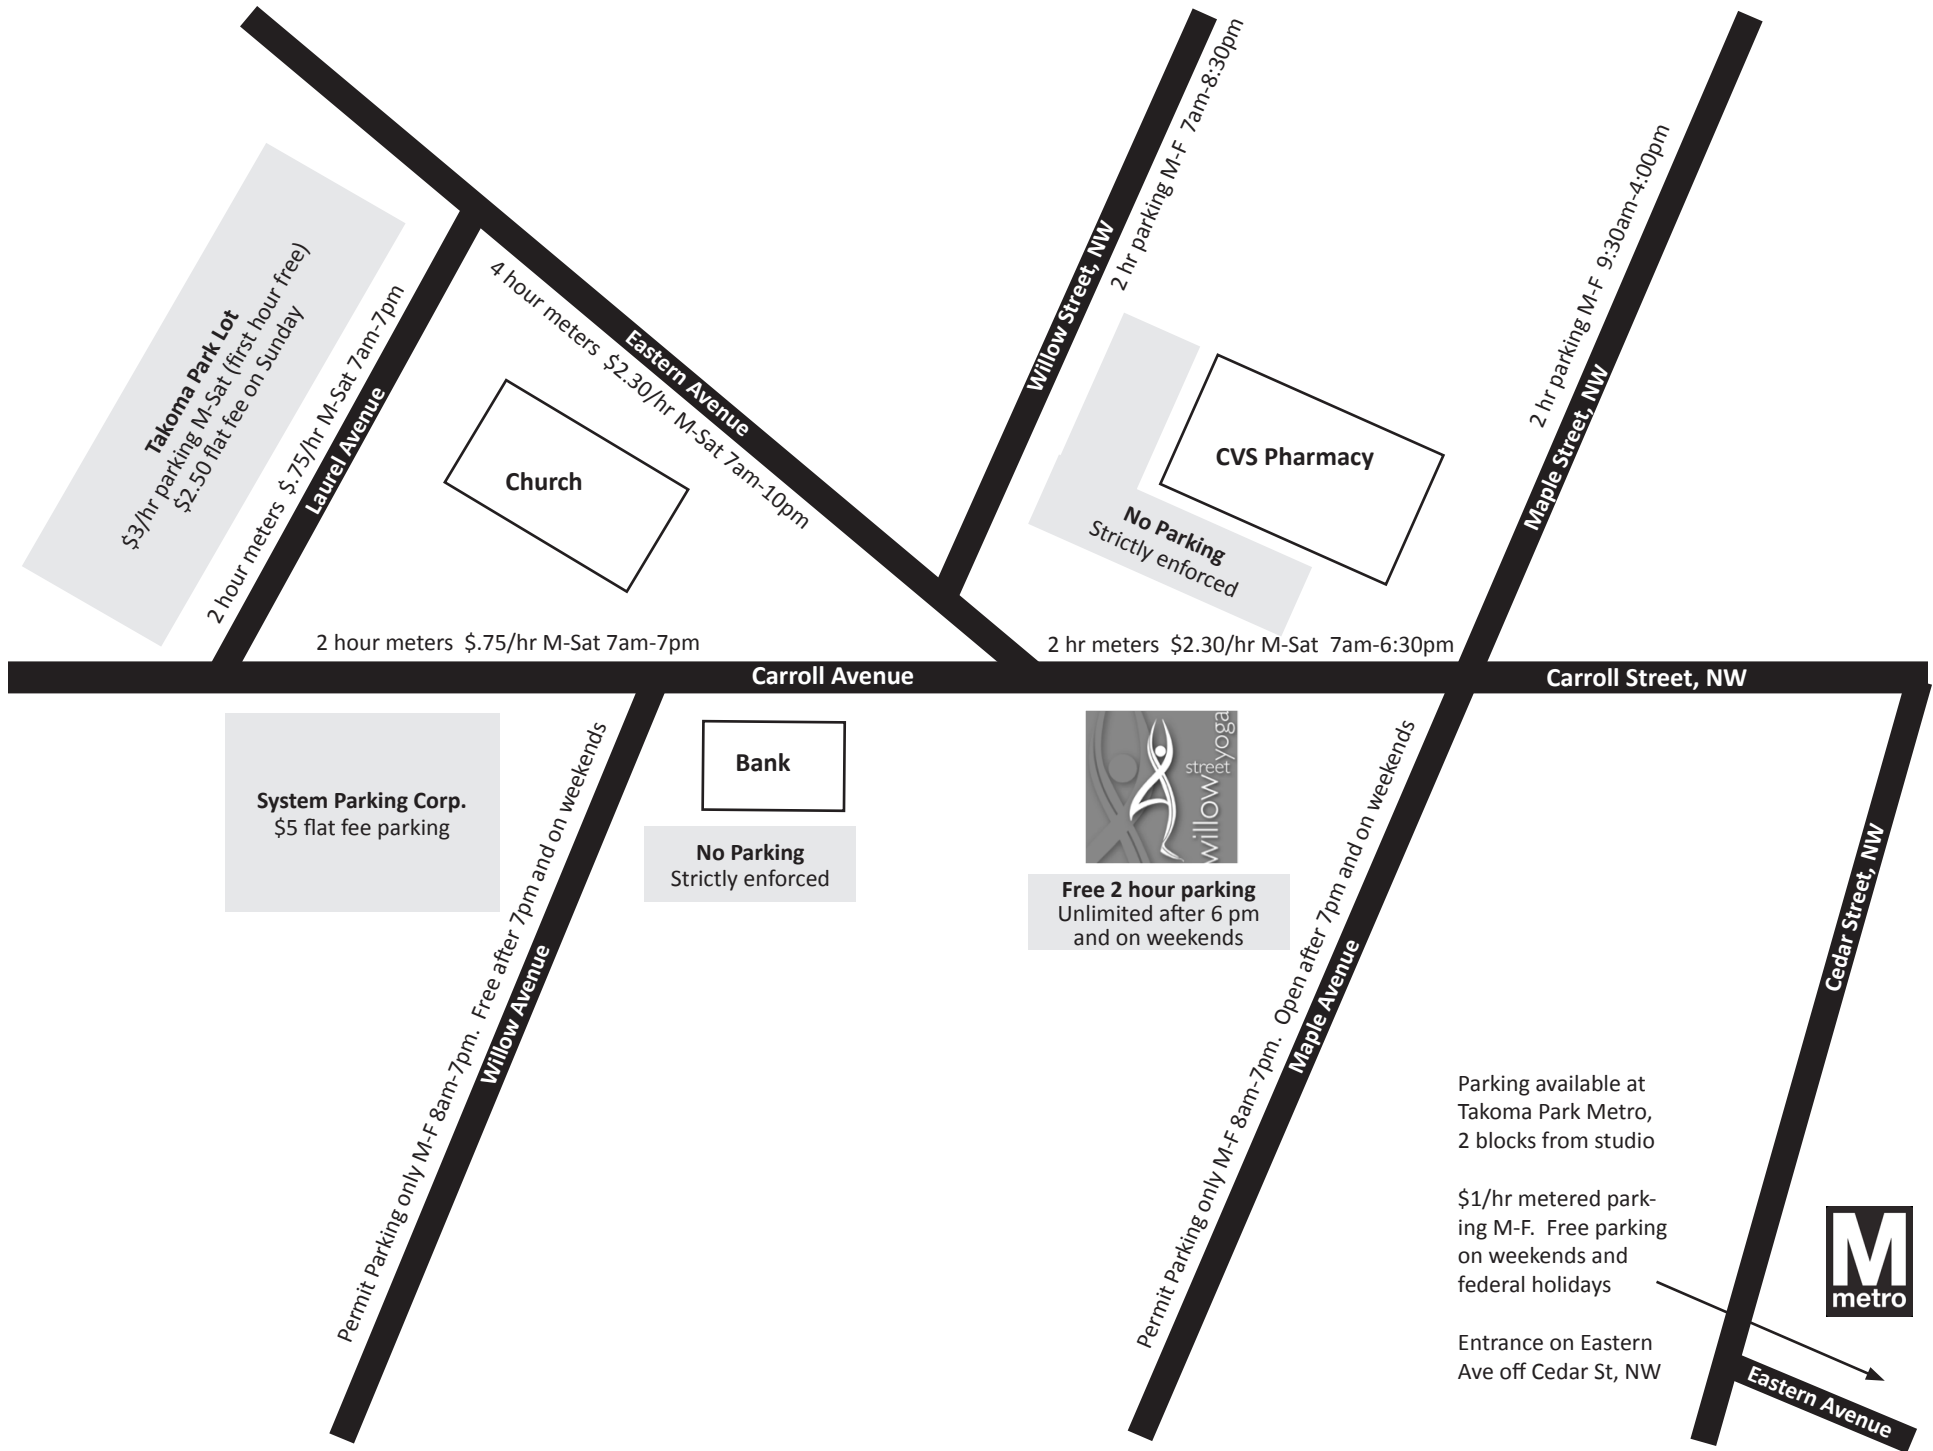 Takoma Park Lot
$3/hr parking M-Sat (first hour free)
$2.50 flat fee on Sunday
2 hour meters $.75/hr M-Sat 7am-7pm
Laurel Avenue
4 hour meters $2.30/hr M-Sat 7am-10pm
Eastern Avenue
Church
Willow Street, NW
2 hr parking M-F 7am-8:30pm
CVS Pharmacy
No Parking
Strictly enforced
2 hr parking M-F 9:30am-4:00pm
Maple Street, NW
2 hour meters $.75/hr M-Sat 7am-7pm
2 hr meters $2.30/hr M-Sat 7am-6:30pm
Carroll Avenue
Carroll Street, NW
System Parking Corp.
$5 flat fee parking
Permit Parking only M-F 8am-7pm. Free after 7pm and on weekends
Willow Avenue
Bank
No Parking
Strictly enforced
willow
street
yoga
Free 2 hour parking
Unlimited after 6 pm
and on weekends
Permit Parking only M-F 8am-7pm. Open after 7pm and on weekends
Maple Avenue
Cedar Street, NW
Parking available at
Takoma Park Metro,
2 blocks from studio
$1/hr metered park-
ing M-F. Free parking
on weekends and
federal holidays
Entrance on Eastern
Ave off Cedar St, NW
M
metro
Eastern Avenue